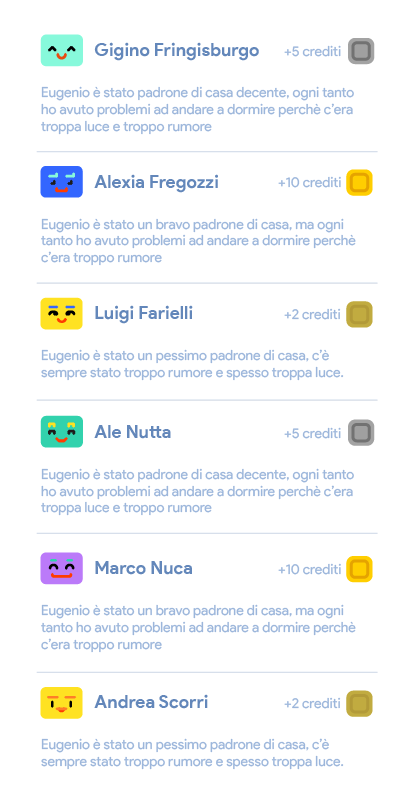 Gigino Fringisburgo +5 crediti
Eugenio è stato padrone di casa decente, ogni tanto
ho avuto problemi ad andare a dormire perchè c'era
troppa luce e troppo rumore
Alexia Fregozzi +10 crediti
Eugenio è stato un bravo padrone di casa, ma ogni
tanto ho avuto problemi ad andare a dormire perchè
c'era troppo rumore
Luigi Farielli +2 crediti
Eugenio è stato un pessimo padrone di casa, c'è
sempre stato troppo rumore e spesso troppa luce.
Ale Nutta +5 crediti
Eugenio è stato padrone di casa decente, ogni tanto
ho avuto problemi ad andare a dormire perchè c'era
troppa luce e troppo rumore
Marco Nuca +10 crediti
Eugenio è stato un bravo padrone di casa, ma ogni
tanto ho avuto problemi ad andare a dormire perchè
c'era troppo rumore
Andrea Scorri +2 crediti
Eugenio è stato un pessimo padrone di casa, c'è
sempre stato troppo rumore e spesso troppa luce.